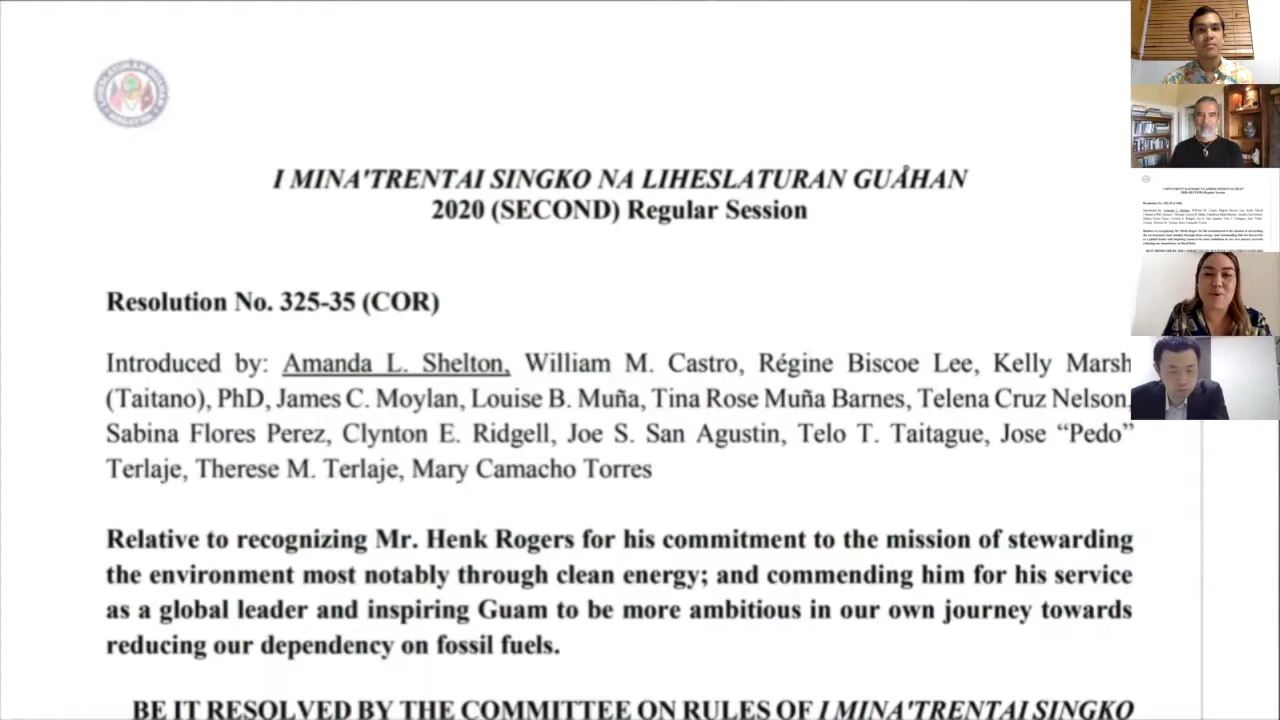 I MINA'TRENTAI SINGKO NA LIHESLATURAN GUÅHAN
2020 (SECOND) Regular Session
Resolution No. 325-35 (COR)
Introduced by: Amanda L. Shelton, William M. Castro, Régine Biscoe Lee, Kelly Marsh
(Taitano), PhD, James C. Moylan, Louise B. Muña, Tina Rose Muña Barnes, Telena Cruz Nelson,
Sabina Flores Perez, Clynton E. Ridgell, Joe S. San Agustin, Telo T. Taitague, Jose “Pedo”
Terlaje, Therese M. Terlaje, Mary Camacho Torres
Relative to recognizing Mr. Henk Rogers for his commitment to the mission of stewarding
the environment most notably through clean energy; and commending him for his service
as a global leader and inspiring Guam to be more ambitious in our own journey towards
reducing our dependency on fossil fuels.
BE IT RESOLVED BY THE COMMITTEE ON RULES OF I MINA'TRENTAI SINGKO